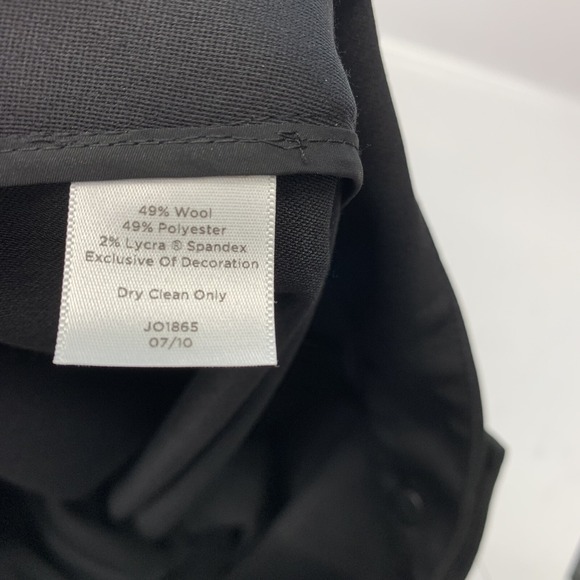 49% Wool
49% Polyester
2% Lycra ® Spandex
Exclusive Of Decoration
Dry Clean Only
JO1865
07/10